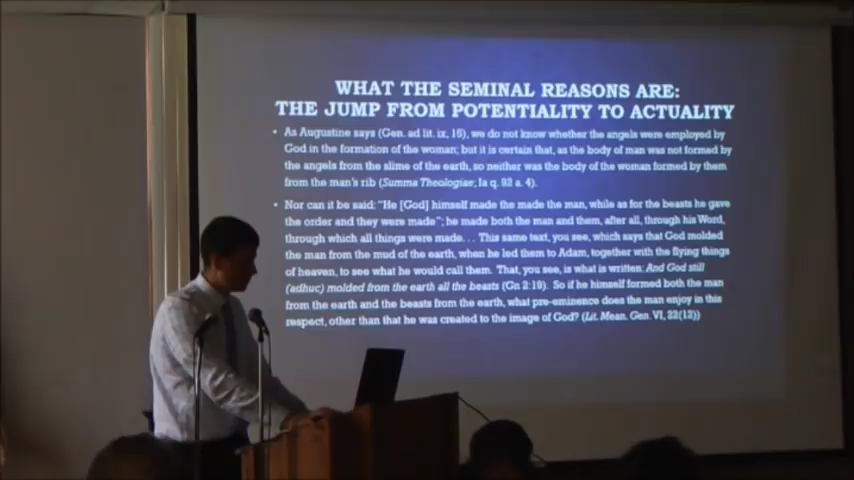 WHAT THE SEMINAL REASONS ARE:
THE JUMP FROM POTENTIALITY TO ACTUALITY
• As Augustine says (Gen. ad lit. ix, 15), we do not know whether the angels were employed by
God in the formation of the woman; but it is certain that, as the body of man was not formed by
the angels from the slime of the earth, so neither was the body of the woman formed by them
from the man's rib (Summa Theologiae, Ia q. 92 a. 4).
• Nor can it be said: "He [God] himself made the made the man, while as for the beasts he gave
the order and they were made"; he made both the man and them, after all, through his Word,
through which all things were made... This same text, you see, which says that God molded
the man from the mud of the earth, when he led them to Adam, together with the flying things
of heaven, to see what he would call them. That, you see, is what is written: And God still
(adhuc) molded from the earth all the beasts (Gn 2:19). So if he himself formed both the man
from the earth and the beasts from the earth, what pre-eminence does the man enjoy in this
respect, other than that he was created to the image of God? (Lit. Mean. Gen. VI, 22(12))